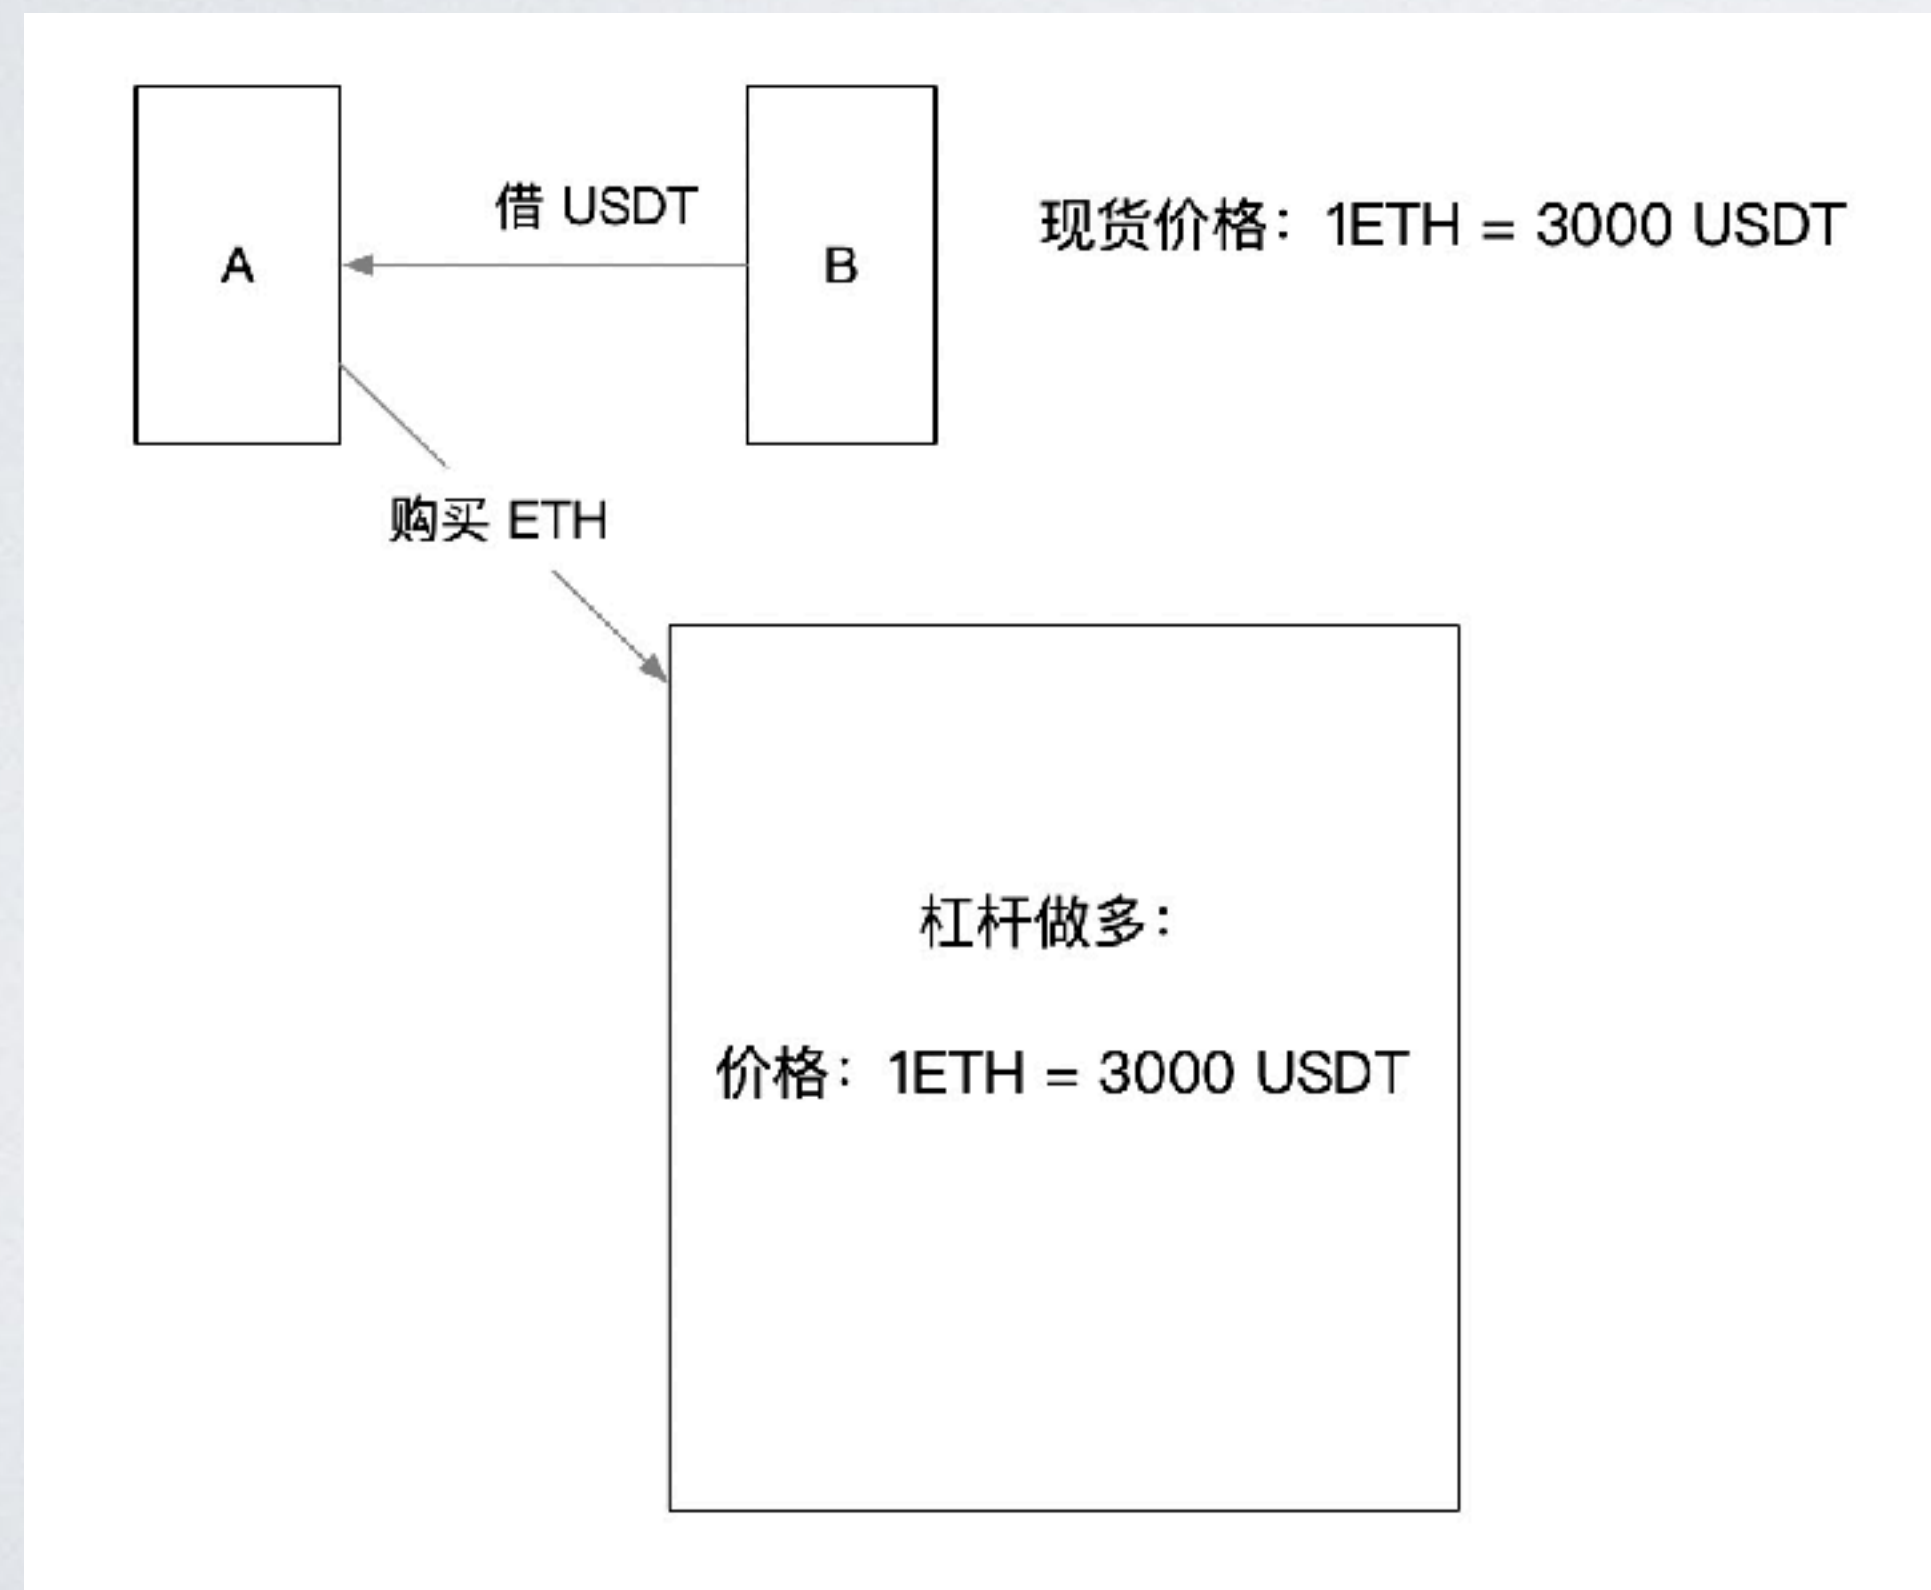 借 USDT
A
B
现货价格：1ETH = 3000 USDT
购买 ETH
杠杆做多：
价格：1ETH = 3000 USDT